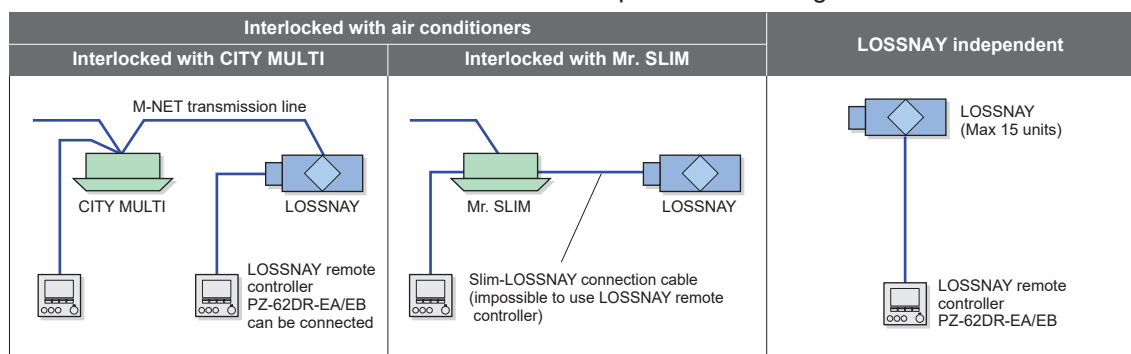 Interlocked with air conditioners
LOSSNAY independent
Interlocked with CITY MULTI
Interlocked with Mr. SLIM
M-NET transmission line
CITY MULTI
LOSSNAY
LOSSNAY remote
controller
PZ-62DR-EA/EB
can be connected
Mr. SLIM
LOSSNAY
Slim-LOSSNAY connection cable
(impossible to use LOSSNAY remote
controller)
LOSSNAY
(Max 15 units)
LOSSNAY remote
controller
PZ-62DR-EA/EB